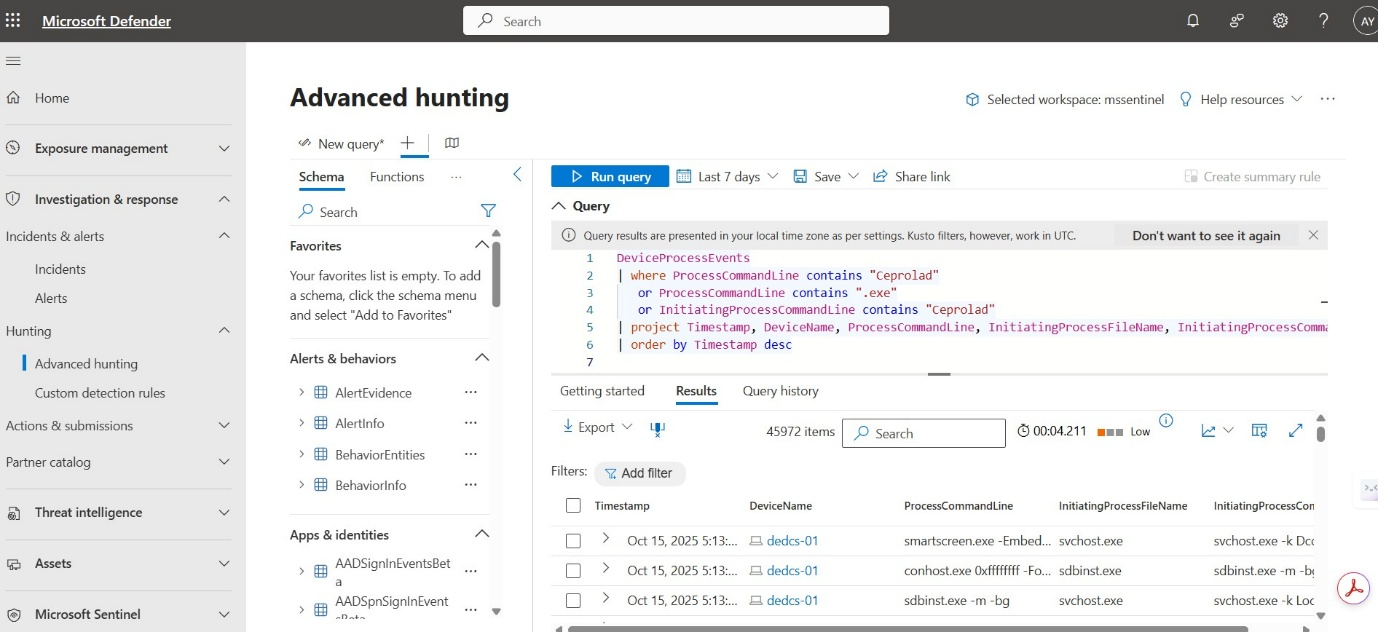 Microsoft Defender
Search
AY
Home
Exposure management
Investigation & response
Incidents & alerts
Incidents
Alerts
Hunting
Advanced hunting
Custom detection rules
Actions & submissions
Partner catalog
Threat intelligence
Assets
Microsoft Sentinel
Advanced hunting
Selected workspace: mssentinel
Help resources
New query*
Schema
Functions
Search
Favorites
Your favorites list is empty. To add
a schema, click the schema menu
and select "Add to Favorites"
Alerts & behaviors
AlertEvidence
AlertInfo
BehaviorEntities
BehaviorInfo
Apps & identities
AADSignInEventsBet
a
AADSpnSignInEvent
Run query
Last 7 days
Save
Share link
Create summary rule
Query
Query results are presented in your local time zone as per settings. Kusto filters, however, work in UTC.
Don't want to see it again
1 DeviceProcessEvents
2 | where ProcessCommandLine contains "Ceprolad"
3 or ProcessCommandLine contains ".exe"
4 or InitiatingProcessCommandLine contains "Ceprolad"
5 | project Timestamp, DeviceName, ProcessCommandLine, InitiatingProcessFileName, InitiatingProcessComma
6 | order by Timestamp desc
7
Getting started
Results
Query history
Export
45972 items
Search
00:04.211
Low
Filters:
Add filter
Timestamp DeviceName ProcessCommandLine InitiatingProcessFileName InitiatingProcessCon
Oct 15, 2025 5:13:... dedcs-01 smartscreen.exe -Embed... svchost.exe svchost.exe -k Dcc
Oct 15, 2025 5:13:... dedcs-01 conhost.exe 0xffffffff -Fo... sdbinst.exe sdbinst.exe -m -bg
Oct 15, 2025 5:13:... dedcs-01 sdbinst.exe -m -bg svchost.exe svchost.exe -k Loc